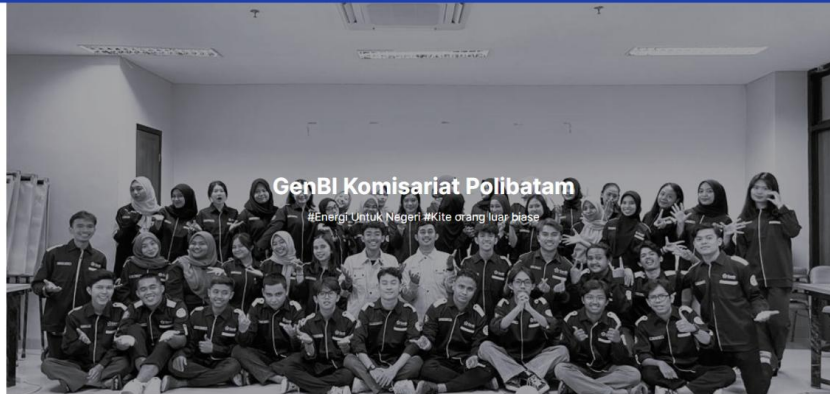 GenBI Komisariat Polibatam
#Energi Untuk Negeri #Kite orang luar biase